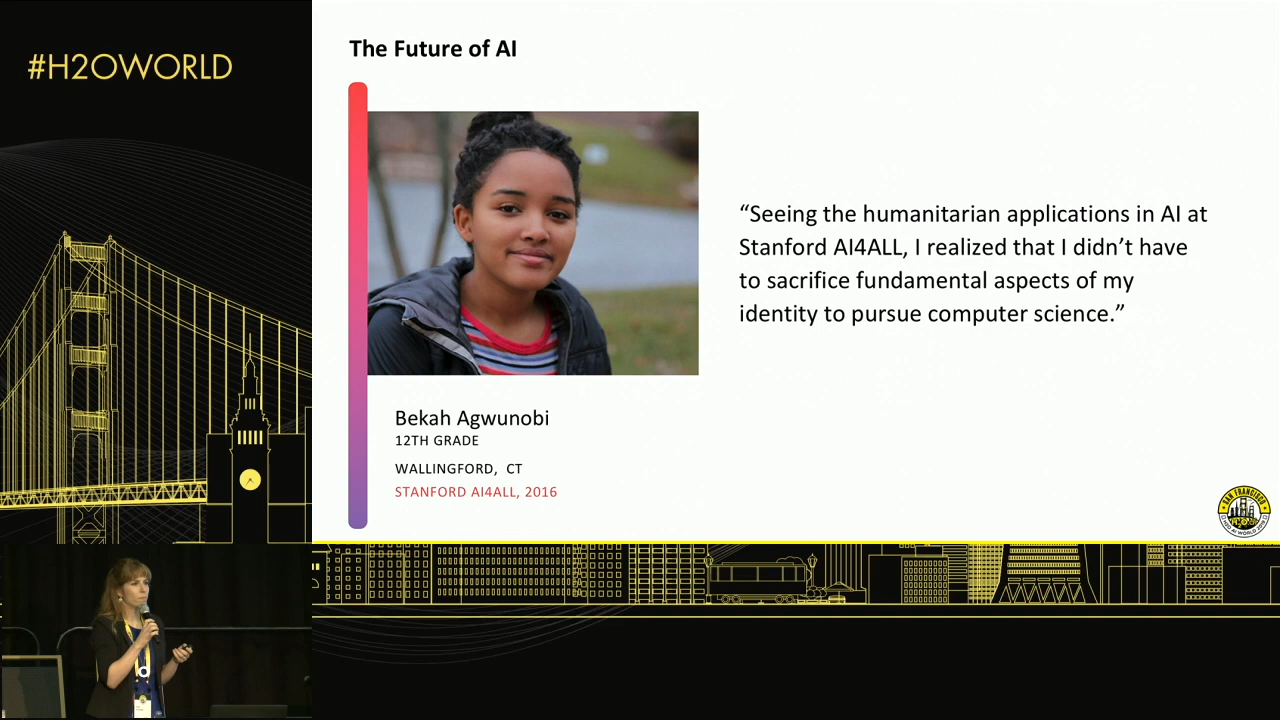 #H2OWORLD
The Future of AI
“Seeing the humanitarian applications in AI at
Stanford AI4ALL, I realized that I didn’t have
to sacrifice fundamental aspects of my
identity to pursue computer science.”
Bekah Agwunobi
12TH GRADE
WALLINGFORD, CT
STANFORD AI4ALL, 2016
SAN FRANCISCO